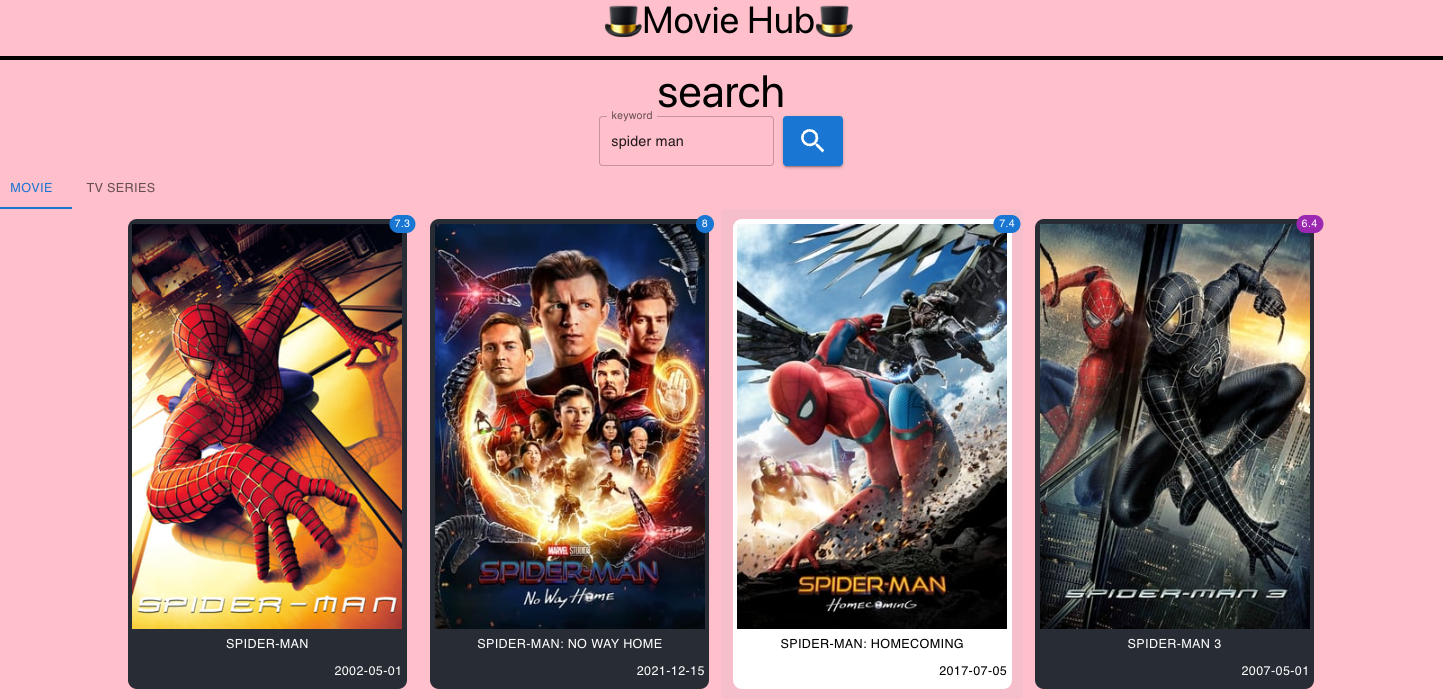 🎩Movie Hub🎩
search
keyword
spider man
MOVIE TV SERIES
7.3 8 7.4 6.4
SPIDER-MAN
MARVEL STUDIOS
SPIDER-MAN
No Way Home
SPIDER-MAN
HOMECOMING
SPIDER-MAN 3
SPIDER-MAN SPIDER-MAN: NO WAY HOME SPIDER-MAN: HOMECOMING SPIDER-MAN 3
2002-05-01 2021-12-15 2017-07-05 2007-05-01